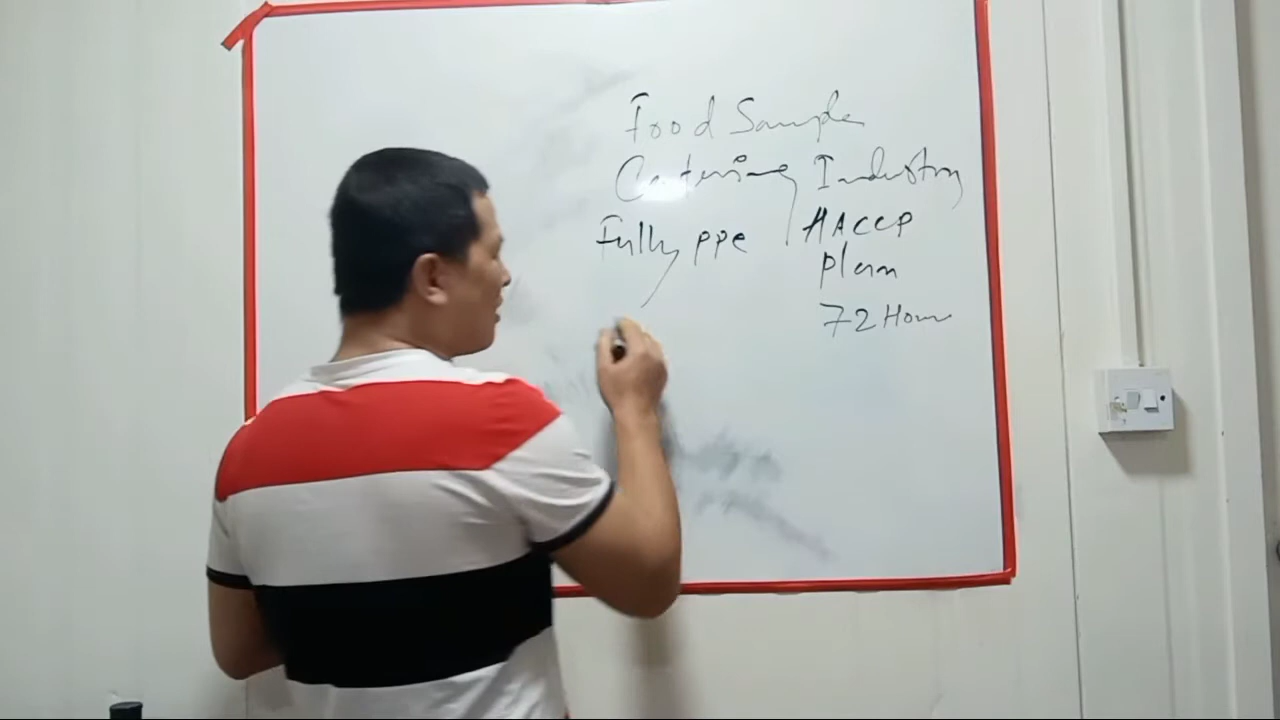 Food Sample
Catering Industry
Fully ppe
HACCP
plan
72 Hour